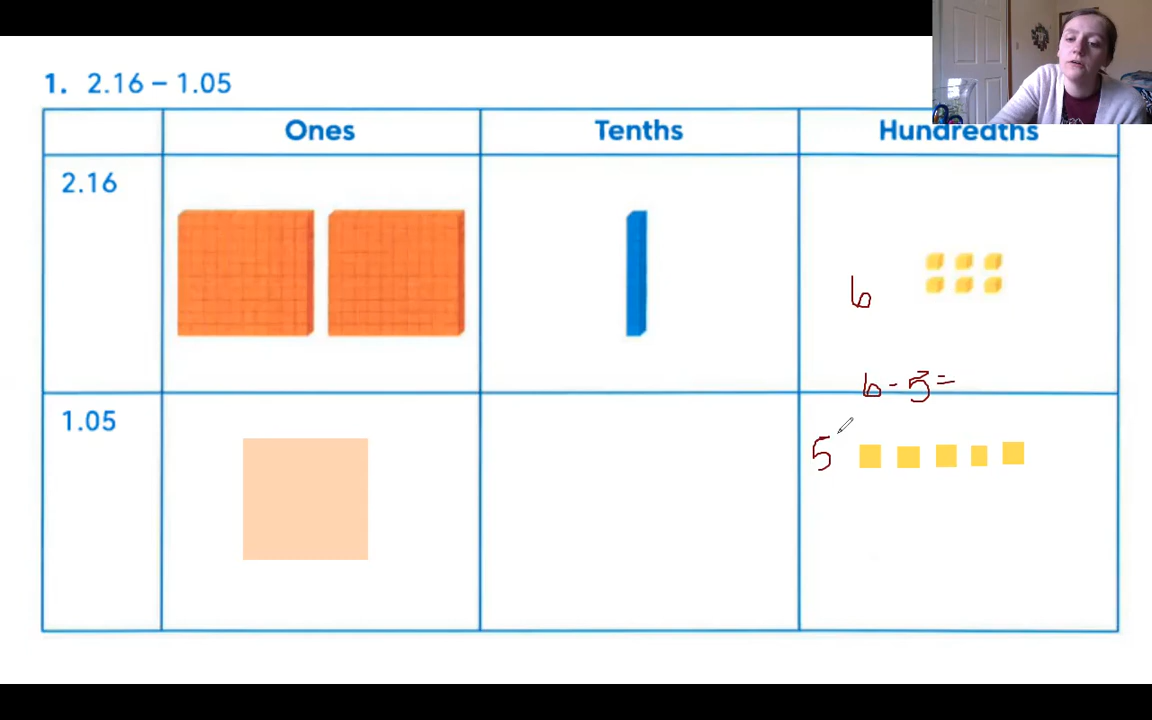 1. 2.16 – 1.05
Ones Tenths Hundredths
2.16
6
6 - 5 =
1.05
5